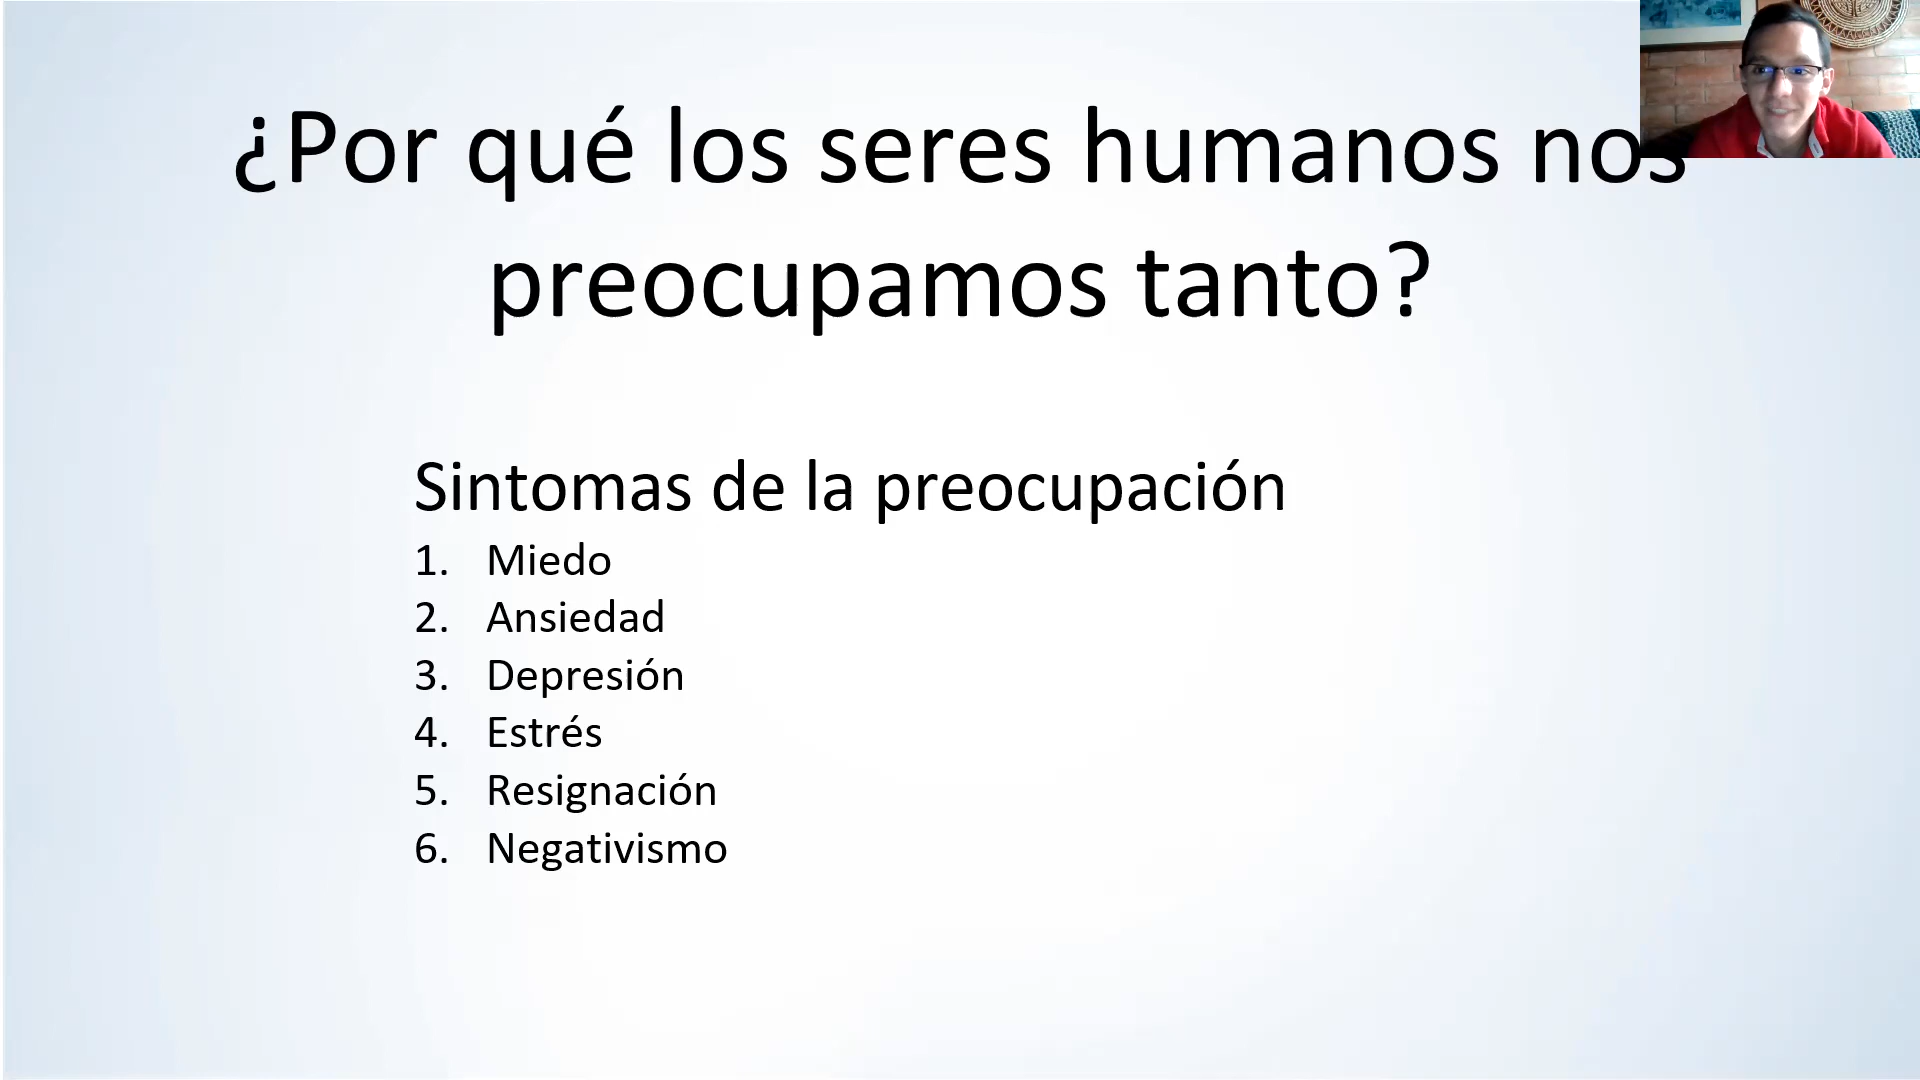 ¿Por qué los seres humanos nos
preocupamos tanto?
Sintomas de la preocupación
1. Miedo
2. Ansiedad
3. Depresión
4. Estrés
5. Resignación
6. Negativismo